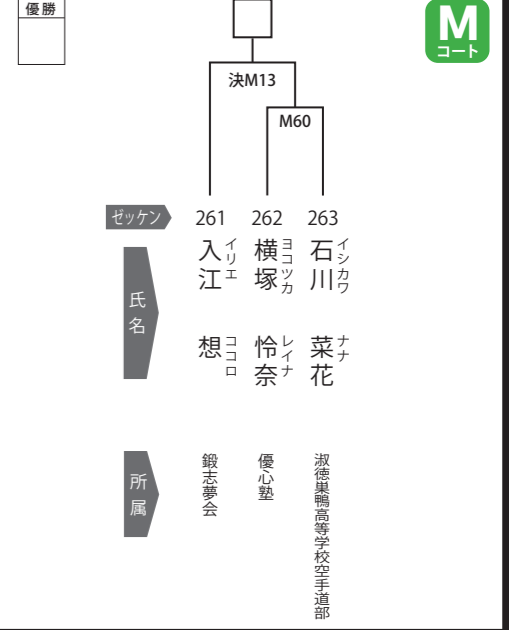 優勝
M
コート
決M13
M60
ゼッケン
261
262
263
氏名
入江 想
イリエ ココロ
横塚 怜奈
ヨコツカ レイナ
石川 菜花
イシカワ ナナ
所属
鍛志夢会
優心塾
淑徳巣鴨高等学校空手道部